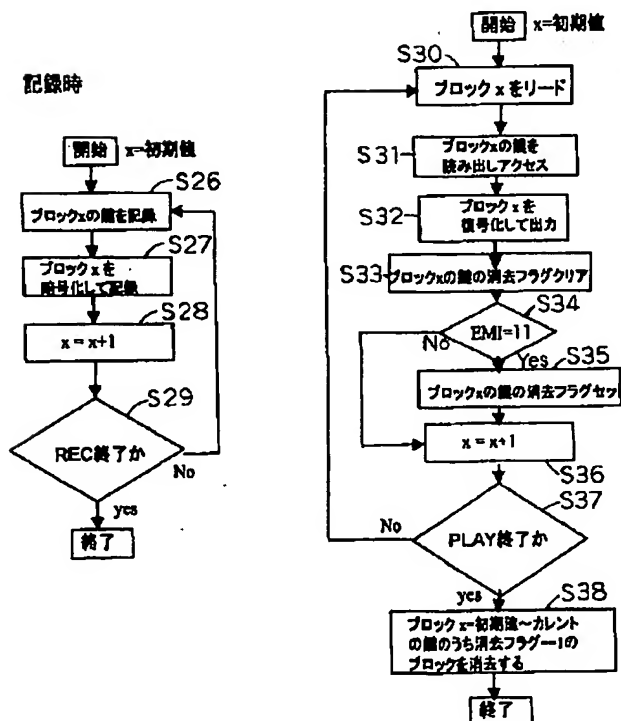 記録時
開始 x=初期値
S26
ブロックxの鍵を記録
S27
ブロックxを
暗号化して記録
S28
x = x+1
S29
REC終了か
No
yes
終了
開始 x=初期値
S30
ブロックxをリード
S31
ブロックxの鍵を
読み出しアクセス
S32
ブロックxを
復号化して出力
S33
ブロックxの鍵の消去フラグクリア
S34
EMI=11
No
Yes
S35
ブロックxの鍵の消去フラグセッ
x = x+1
S36
S37
PLAY終了か
No
yes
S38
ブロックx=初期値~カレント
の鍵のうち消去フラグ=1の
ブロックを消去する
終了